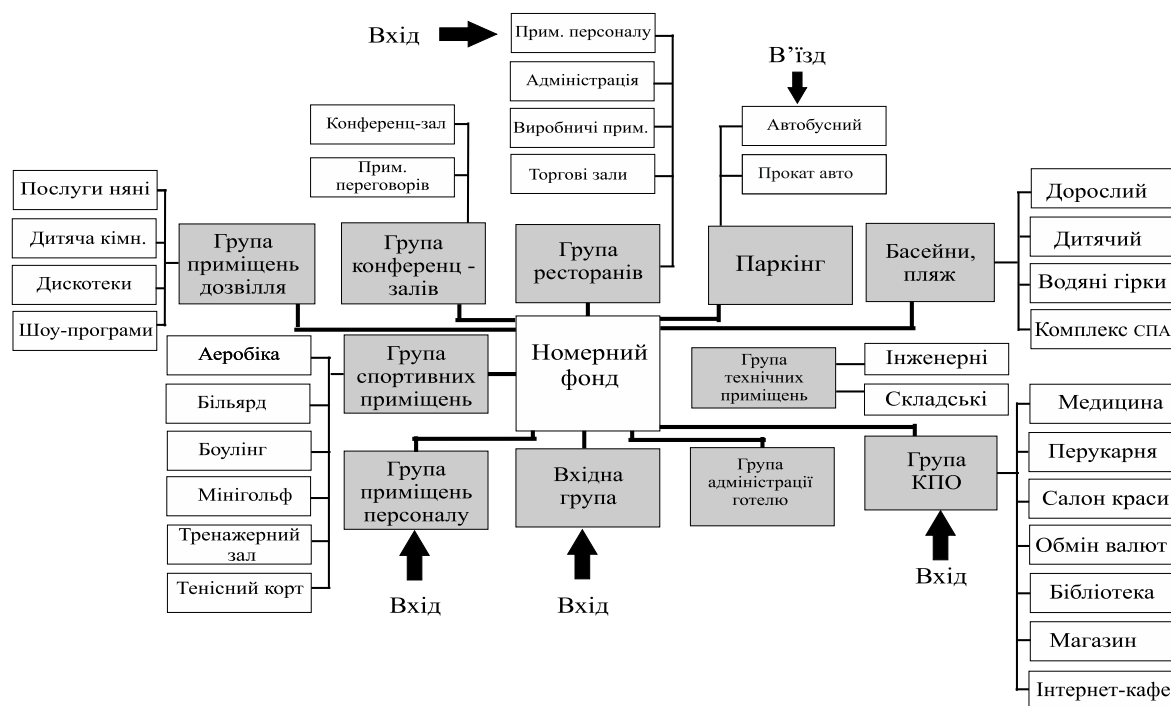 Вхід
Прим. персоналу
Адміністрація
Виробничі прим.
Торгові зали
В’їзд
Автобусний
Прокат авто
Конференц-зал
Прим.
переговорів
Послуги няні
Дитяча кімн.
Дискотеки
Шоу-програми
Група
приміщень
дозвілля
Група
конференц -
залів
Група
ресторанів
Паркінг
Басейни,
пляж
Дорослий
Дитячий
Водяні гірки
Комплекс СПА
Аеробіка
Більярд
Боулінг
Мінігольф
Тренажерний
зал
Тенісний корт
Група
спортивних
приміщень
Номерний
фонд
Група
технічних
приміщень
Інженерні
Складські
Група
приміщень
персоналу
Вхід
Вхідна
група
Вхід
Група
адміністрації
готелю
Група
КПО
Вхід
Медицина
Перукарня
Салон краси
Обмін валют
Бібліотека
Магазин
Інтернет-кафе